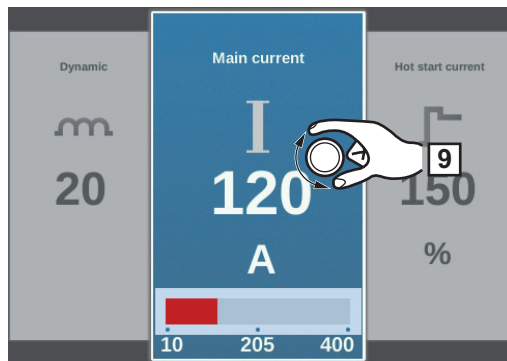 Dynamic
20
Main current
I
120
A
10 205 400
Hot start current
9
150
%